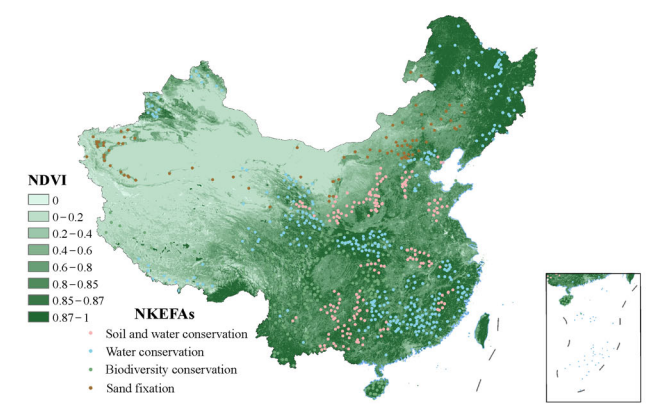 NDVI
0
0-2
0.2-0.4
0.4-0.6
0.6-0.8
0.8-0.85
0.85-0.87
0.87-1
NKEFAs
Soil and water conservation
Water conservation
Biodiversity conservation
Sand fixation